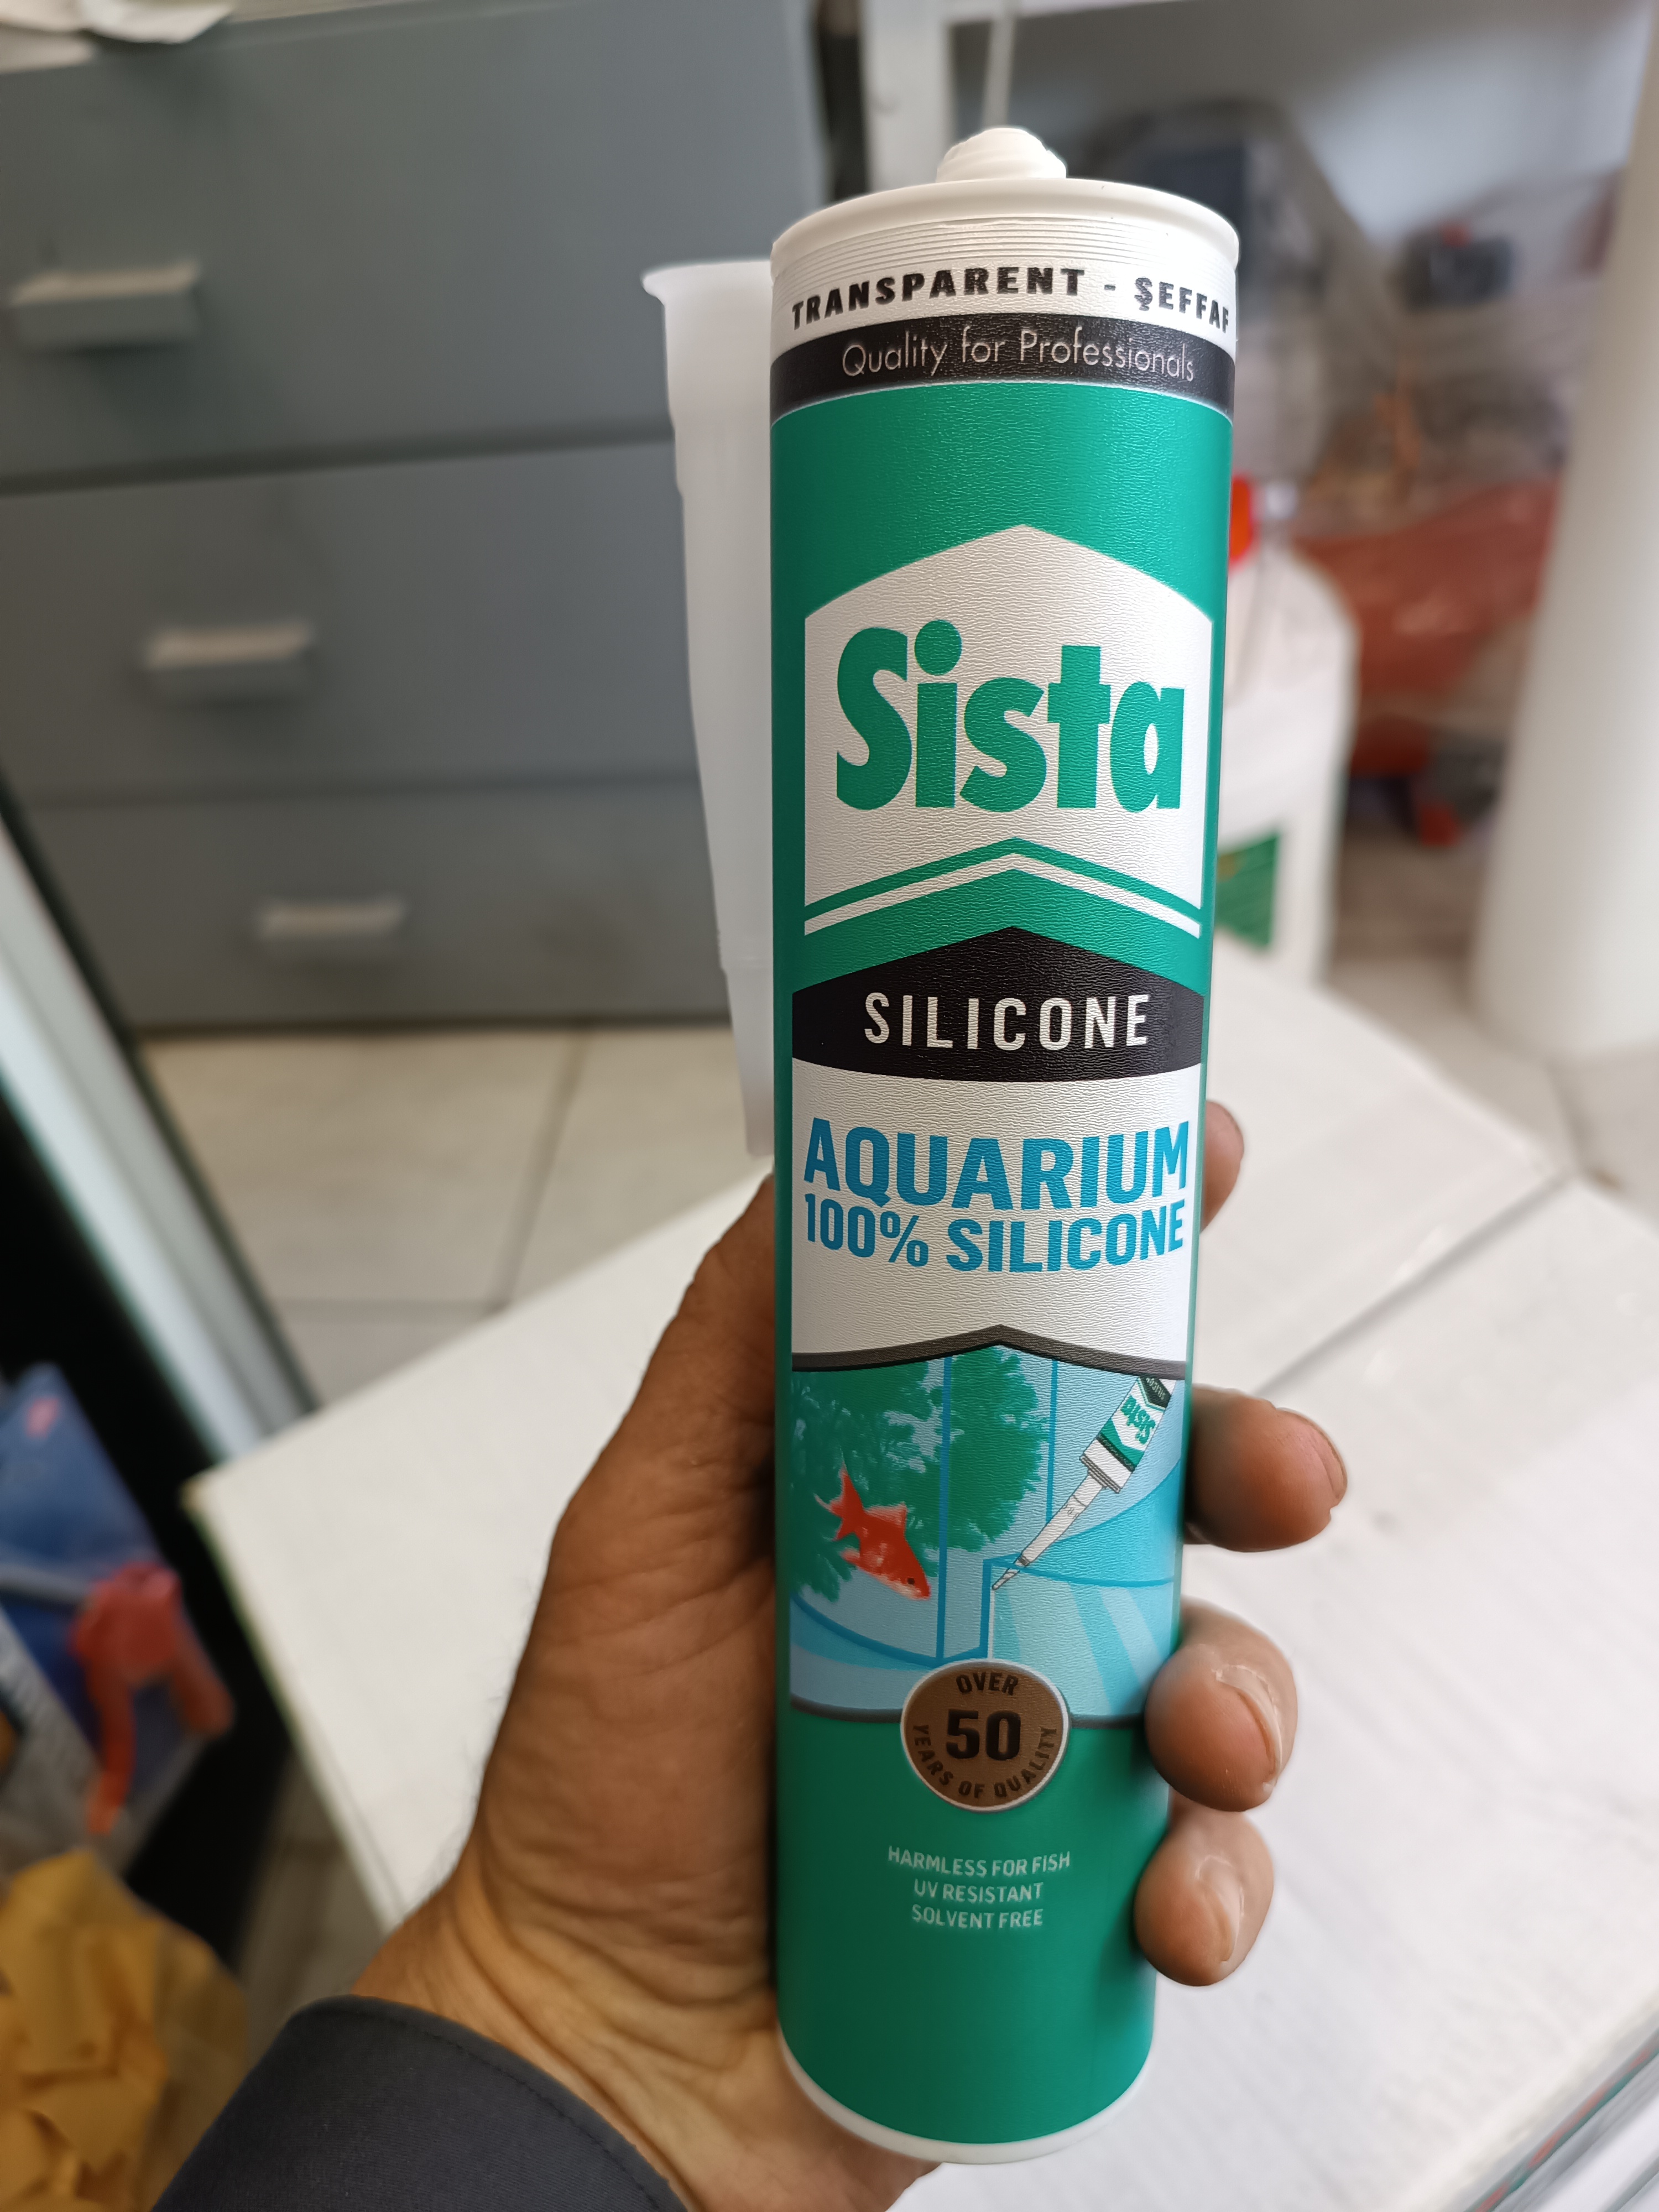 TRANSPARENT - ŞEFFAF
Quality for Professionals
Sista
SILICONE
AQUARIUM
100% SILICONE
Sista
OVER
50
YEARS OF QUALITY
HARMLESS FOR FISH
UV RESISTANT
SOLVENT FREE